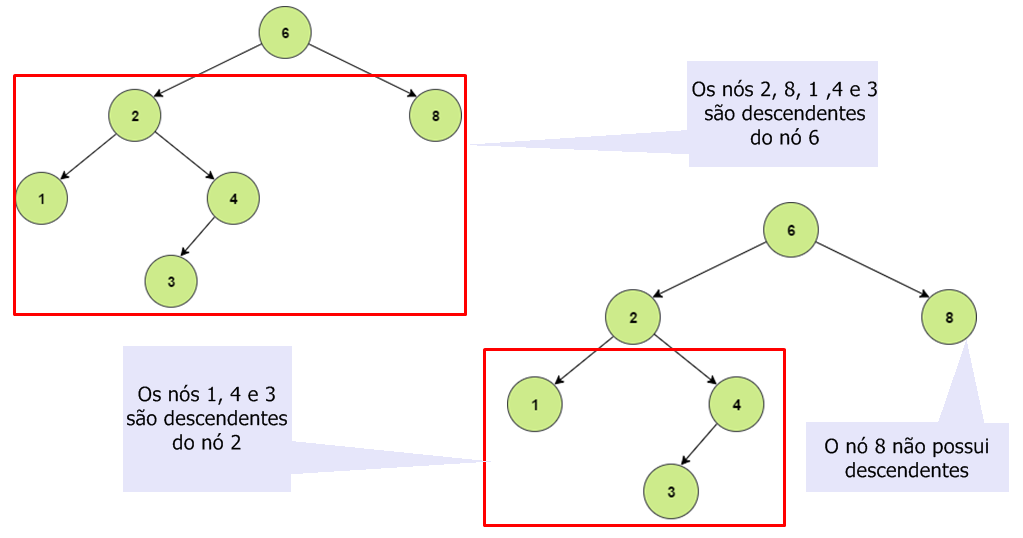 6
2
8
1
4
3
Os nós 2, 8, 1 ,4 e 3
são descendentes
do nó 6
6
2
8
1
4
3
Os nós 1, 4 e 3
são descendentes
do nó 2
O nó 8 não possui
descendentes